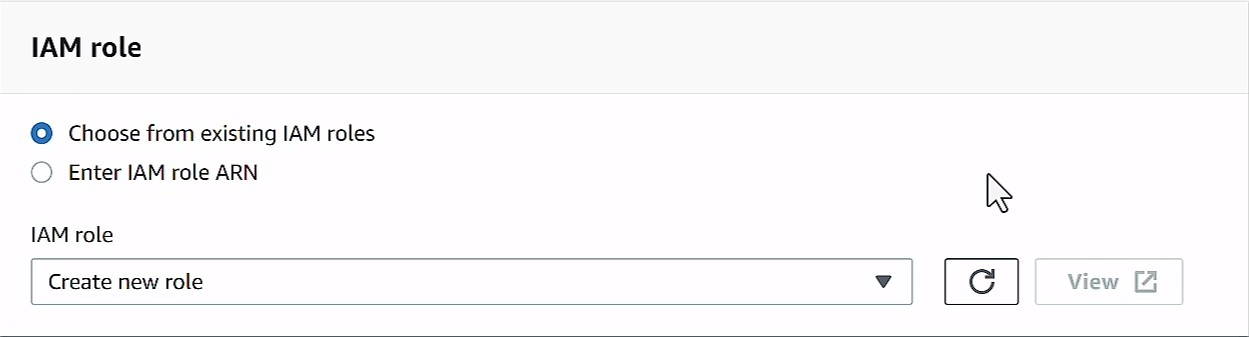 IAM role
Choose from existing IAM roles
Enter IAM role ARN
IAM role
Create new role
View